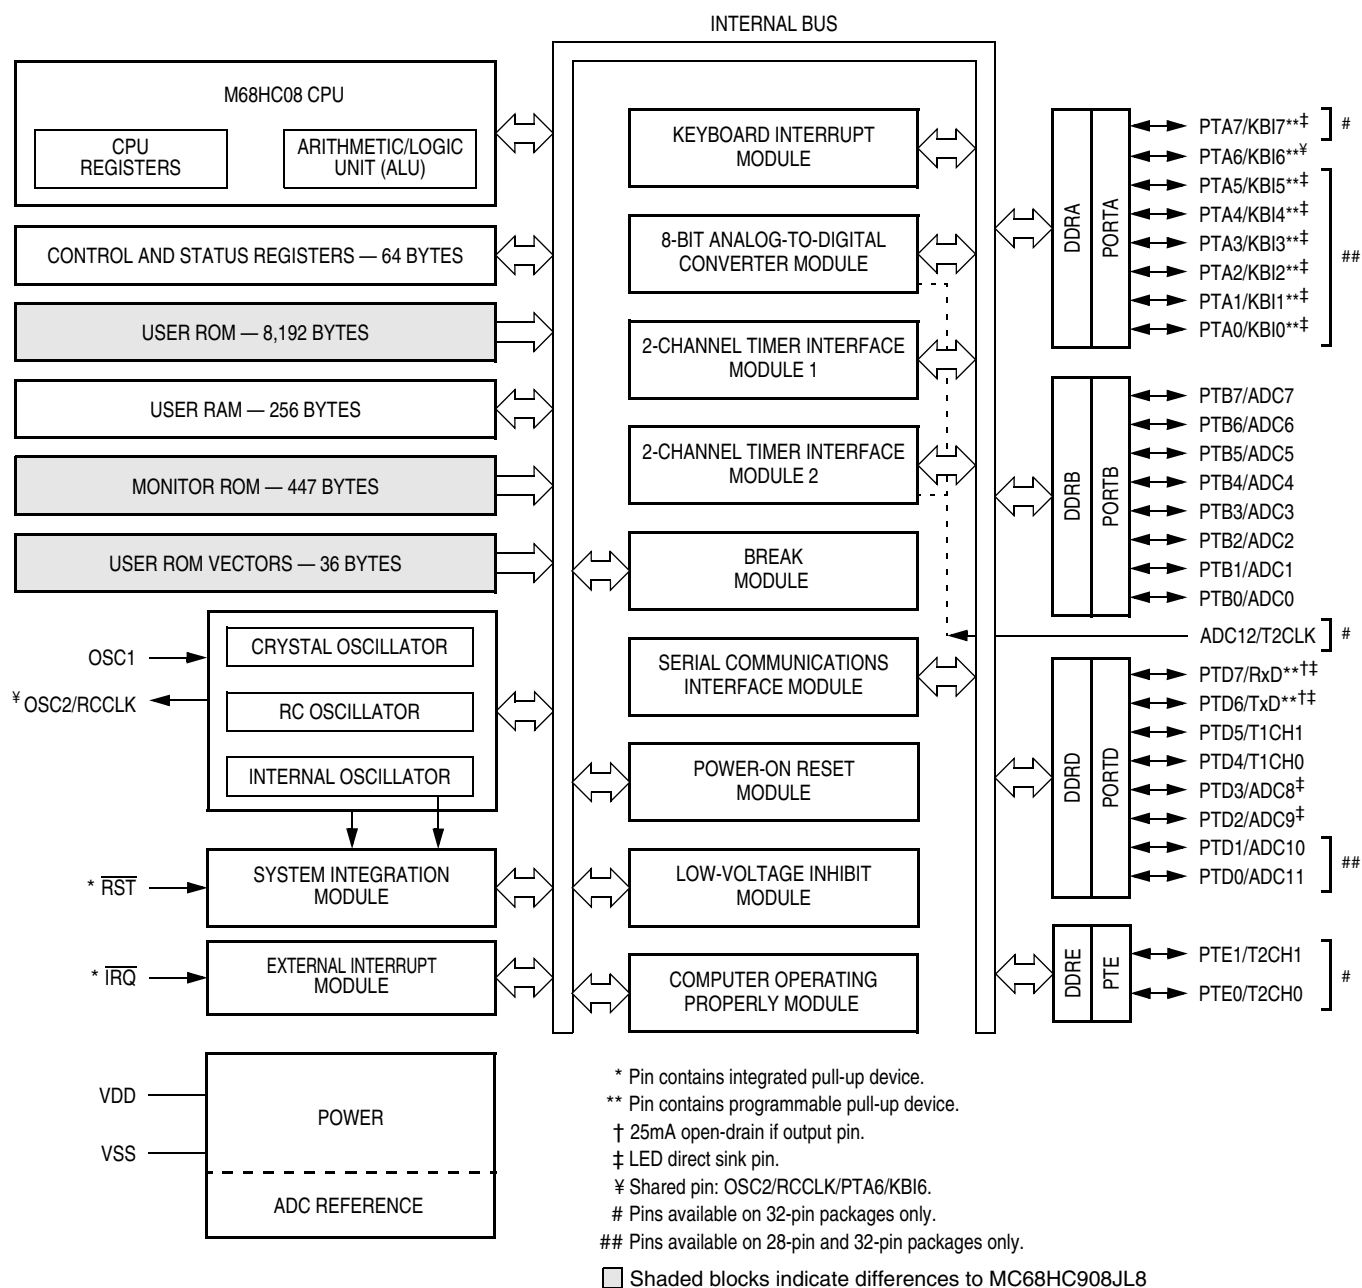 INTERNAL BUS
M68HC08 CPU
CPU
REGISTERS
ARITHMETIC/LOGIC
UNIT (ALU)
CONTROL AND STATUS REGISTERS — 64 BYTES
USER ROM — 8,192 BYTES
USER RAM — 256 BYTES
MONITOR ROM — 447 BYTES
USER ROM VECTORS — 36 BYTES
OSC1
¥ OSC2/RCCLK
CRYSTAL OSCILLATOR
RC OSCILLATOR
INTERNAL OSCILLATOR
* RST
SYSTEM INTEGRATION
MODULE
* IRQ
EXTERNAL INTERRUPT
MODULE
VDD
VSS
POWER
ADC REFERENCE
KEYBOARD INTERRUPT
MODULE
8-BIT ANALOG-TO-DIGITAL
CONVERTER MODULE
2-CHANNEL TIMER INTERFACE
MODULE 1
2-CHANNEL TIMER INTERFACE
MODULE 2
BREAK
MODULE
SERIAL COMMUNICATIONS
INTERFACE MODULE
POWER-ON RESET
MODULE
LOW-VOLTAGE INHIBIT
MODULE
COMPUTER OPERATING
PROPERLY MODULE
DDRA
PORTA
PTA7/KBI7**‡
#
PTA6/KBI6**¥
PTA5/KBI5**‡
PTA4/KBI4**‡
PTA3/KBI3**‡
PTA2/KBI2**‡
PTA1/KBI1**‡
PTA0/KBI0**‡
##
DDRB
PORTB
PTB7/ADC7
PTB6/ADC6
PTB5/ADC5
PTB4/ADC4
PTB3/ADC3
PTB2/ADC2
PTB1/ADC1
PTB0/ADC0
ADC12/T2CLK
#
DDRD
PORTD
PTD7/RxD**†‡
PTD6/TxD**†‡
PTD5/T1CH1
PTD4/T1CH0
PTD3/ADC8‡
PTD2/ADC9‡
PTD1/ADC10
PTD0/ADC11
##
DDRE
PTE
PTE1/T2CH1
PTE0/T2CH0
#
* Pin contains integrated pull-up device.
** Pin contains programmable pull-up device.
† 25mA open-drain if output pin.
‡ LED direct sink pin.
¥ Shared pin: OSC2/RCCLK/PTA6/KBI6.
# Pins available on 32-pin packages only.
## Pins available on 28-pin and 32-pin packages only.
Shaded blocks indicate differences to MC68HC908JL8